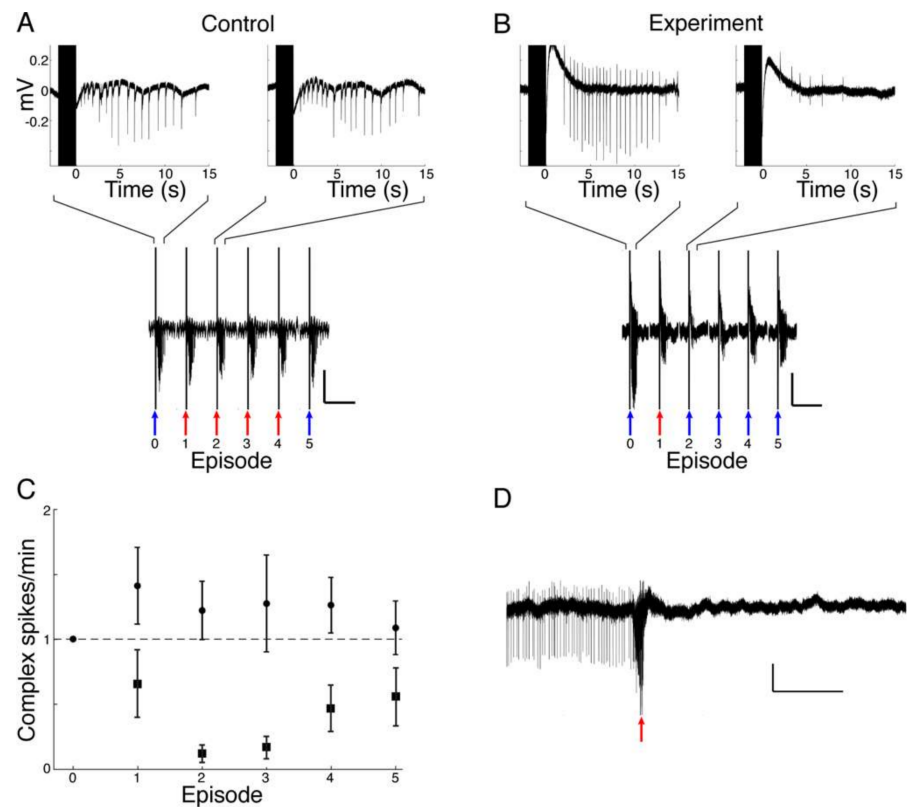 A
Control
B
Experiment
0.2
0
-0.2
mV
0 5 10 15
Time (s)
0 5 10 15
Time (s)
0 5 10 15
Time (s)
0 5 10 15
Time (s)
0 1 2 3 4 5
Episode
0 1 2 3 4 5
Episode
C
2
1
0
Complex spikes/min
0 1 2 3 4 5
Episode
D